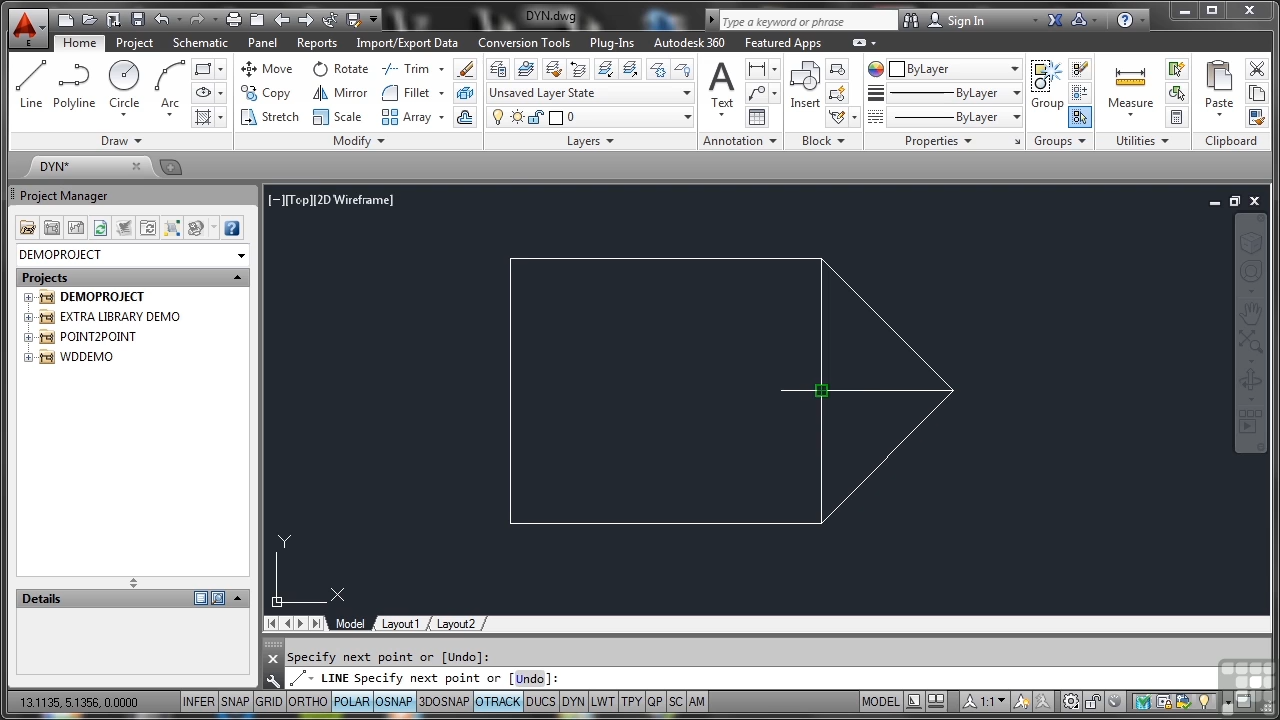 DYN.dwg
Type a keyword or phrase
Sign In
E
Home Project Schematic Panel Reports Import/Export Data Conversion Tools Plug-Ins Autodesk 360 Featured Apps
Line Polyline Circle Arc
Move Rotate Trim
Copy Mirror Fillet
Stretch Scale Array
Unsaved Layer State
0
Text
Insert
ByLayer
ByLayer
ByLayer
Group
Measure
Paste
Draw Modify Layers Annotation Block Properties Groups Utilities Clipboard
DYN*
Project Manager
DEMOPROJECT
Projects
DEMOPROJECT
EXTRA LIBRARY DEMO
POINT2POINT
WDDEMO
Details
[−][Top][2D Wireframe]
Y
X
Model Layout1 Layout2
Specify next point or [Undo]:
LINE Specify next point or [Undo]:
13.1135, 5.1356, 0.0000 INFER SNAP GRID ORTHO POLAR OSNAP 3DOSNAP OTRACK DUCS DYN LWT TPY QP SC AM MODEL 1:1